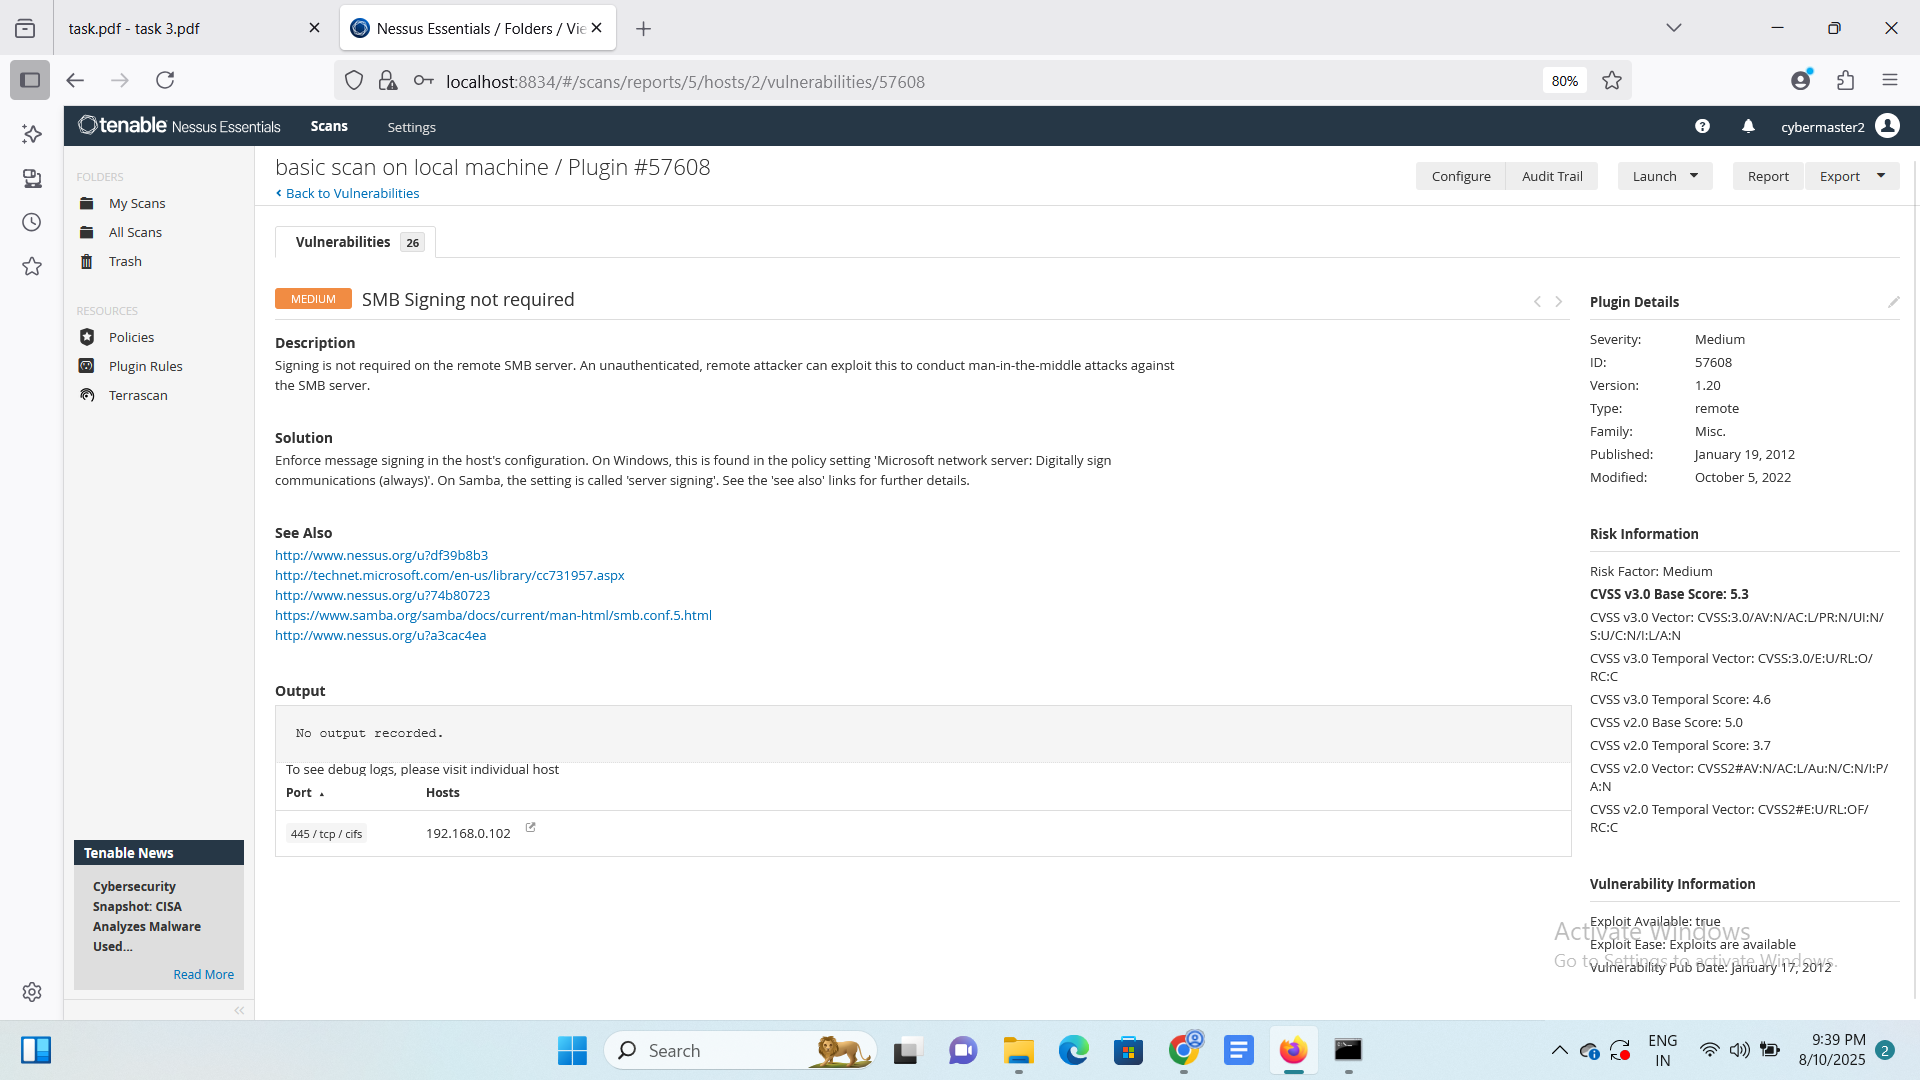 task.pdf - task 3.pdf
Nessus Essentials / Folders / Vie
localhost:8834/#/scans/reports/5/hosts/2/vulnerabilities/57608
80%
tenable Nessus Essentials
Scans
Settings
cybermaster2
FOLDERS
My Scans
All Scans
Trash
RESOURCES
Policies
Plugin Rules
Terrascan
Tenable News
Cybersecurity
Snapshot: CISA
Analyzes Malware
Used...
Read More
basic scan on local machine / Plugin #57608
Back to Vulnerabilities
Configure
Audit Trail
Launch
Report
Export
Vulnerabilities 26
MEDIUM SMB Signing not required
Description
Signing is not required on the remote SMB server. An unauthenticated, remote attacker can exploit this to conduct man-in-the-middle attacks against
the SMB server.
Solution
Enforce message signing in the host's configuration. On Windows, this is found in the policy setting 'Microsoft network server: Digitally sign
communications (always)'. On Samba, the setting is called 'server signing'. See the 'see also' links for further details.
See Also
http://www.nessus.org/u?df39b8b3
http://technet.microsoft.com/en-us/library/cc731957.aspx
http://www.nessus.org/u?74b80723
https://www.samba.org/samba/docs/current/man-html/smb.conf.5.html
http://www.nessus.org/u?a3cac4ea
Output
No output recorded.
To see debug logs, please visit individual host
Port Hosts
445 / tcp / cifs 192.168.0.102
Plugin Details
Severity: Medium
ID: 57608
Version: 1.20
Type: remote
Family: Misc.
Published: January 19, 2012
Modified: October 5, 2022
Risk Information
Risk Factor: Medium
CVSS v3.0 Base Score: 5.3
CVSS v3.0 Vector: CVSS:3.0/AV:N/AC:L/PR:N/UI:N/
S:U/C:N/I:L/A:N
CVSS v3.0 Temporal Vector: CVSS:3.0/E:U/RL:O/
RC:C
CVSS v3.0 Temporal Score: 4.6
CVSS v2.0 Base Score: 5.0
CVSS v2.0 Temporal Score: 3.7
CVSS v2.0 Vector: CVSS2#AV:N/AC:L/Au:N/C:N/I:P/
A:N
CVSS v2.0 Temporal Vector: CVSS2#E:U/RL:OF/
RC:C
Vulnerability Information
Exploit Available: true
Exploit Ease: Exploits are available
Vulnerability Pub Date: January 17, 2012
Activate Windows
Go to Settings to activate Windows.
Search
ENG
IN
9:39 PM
8/10/2025
2